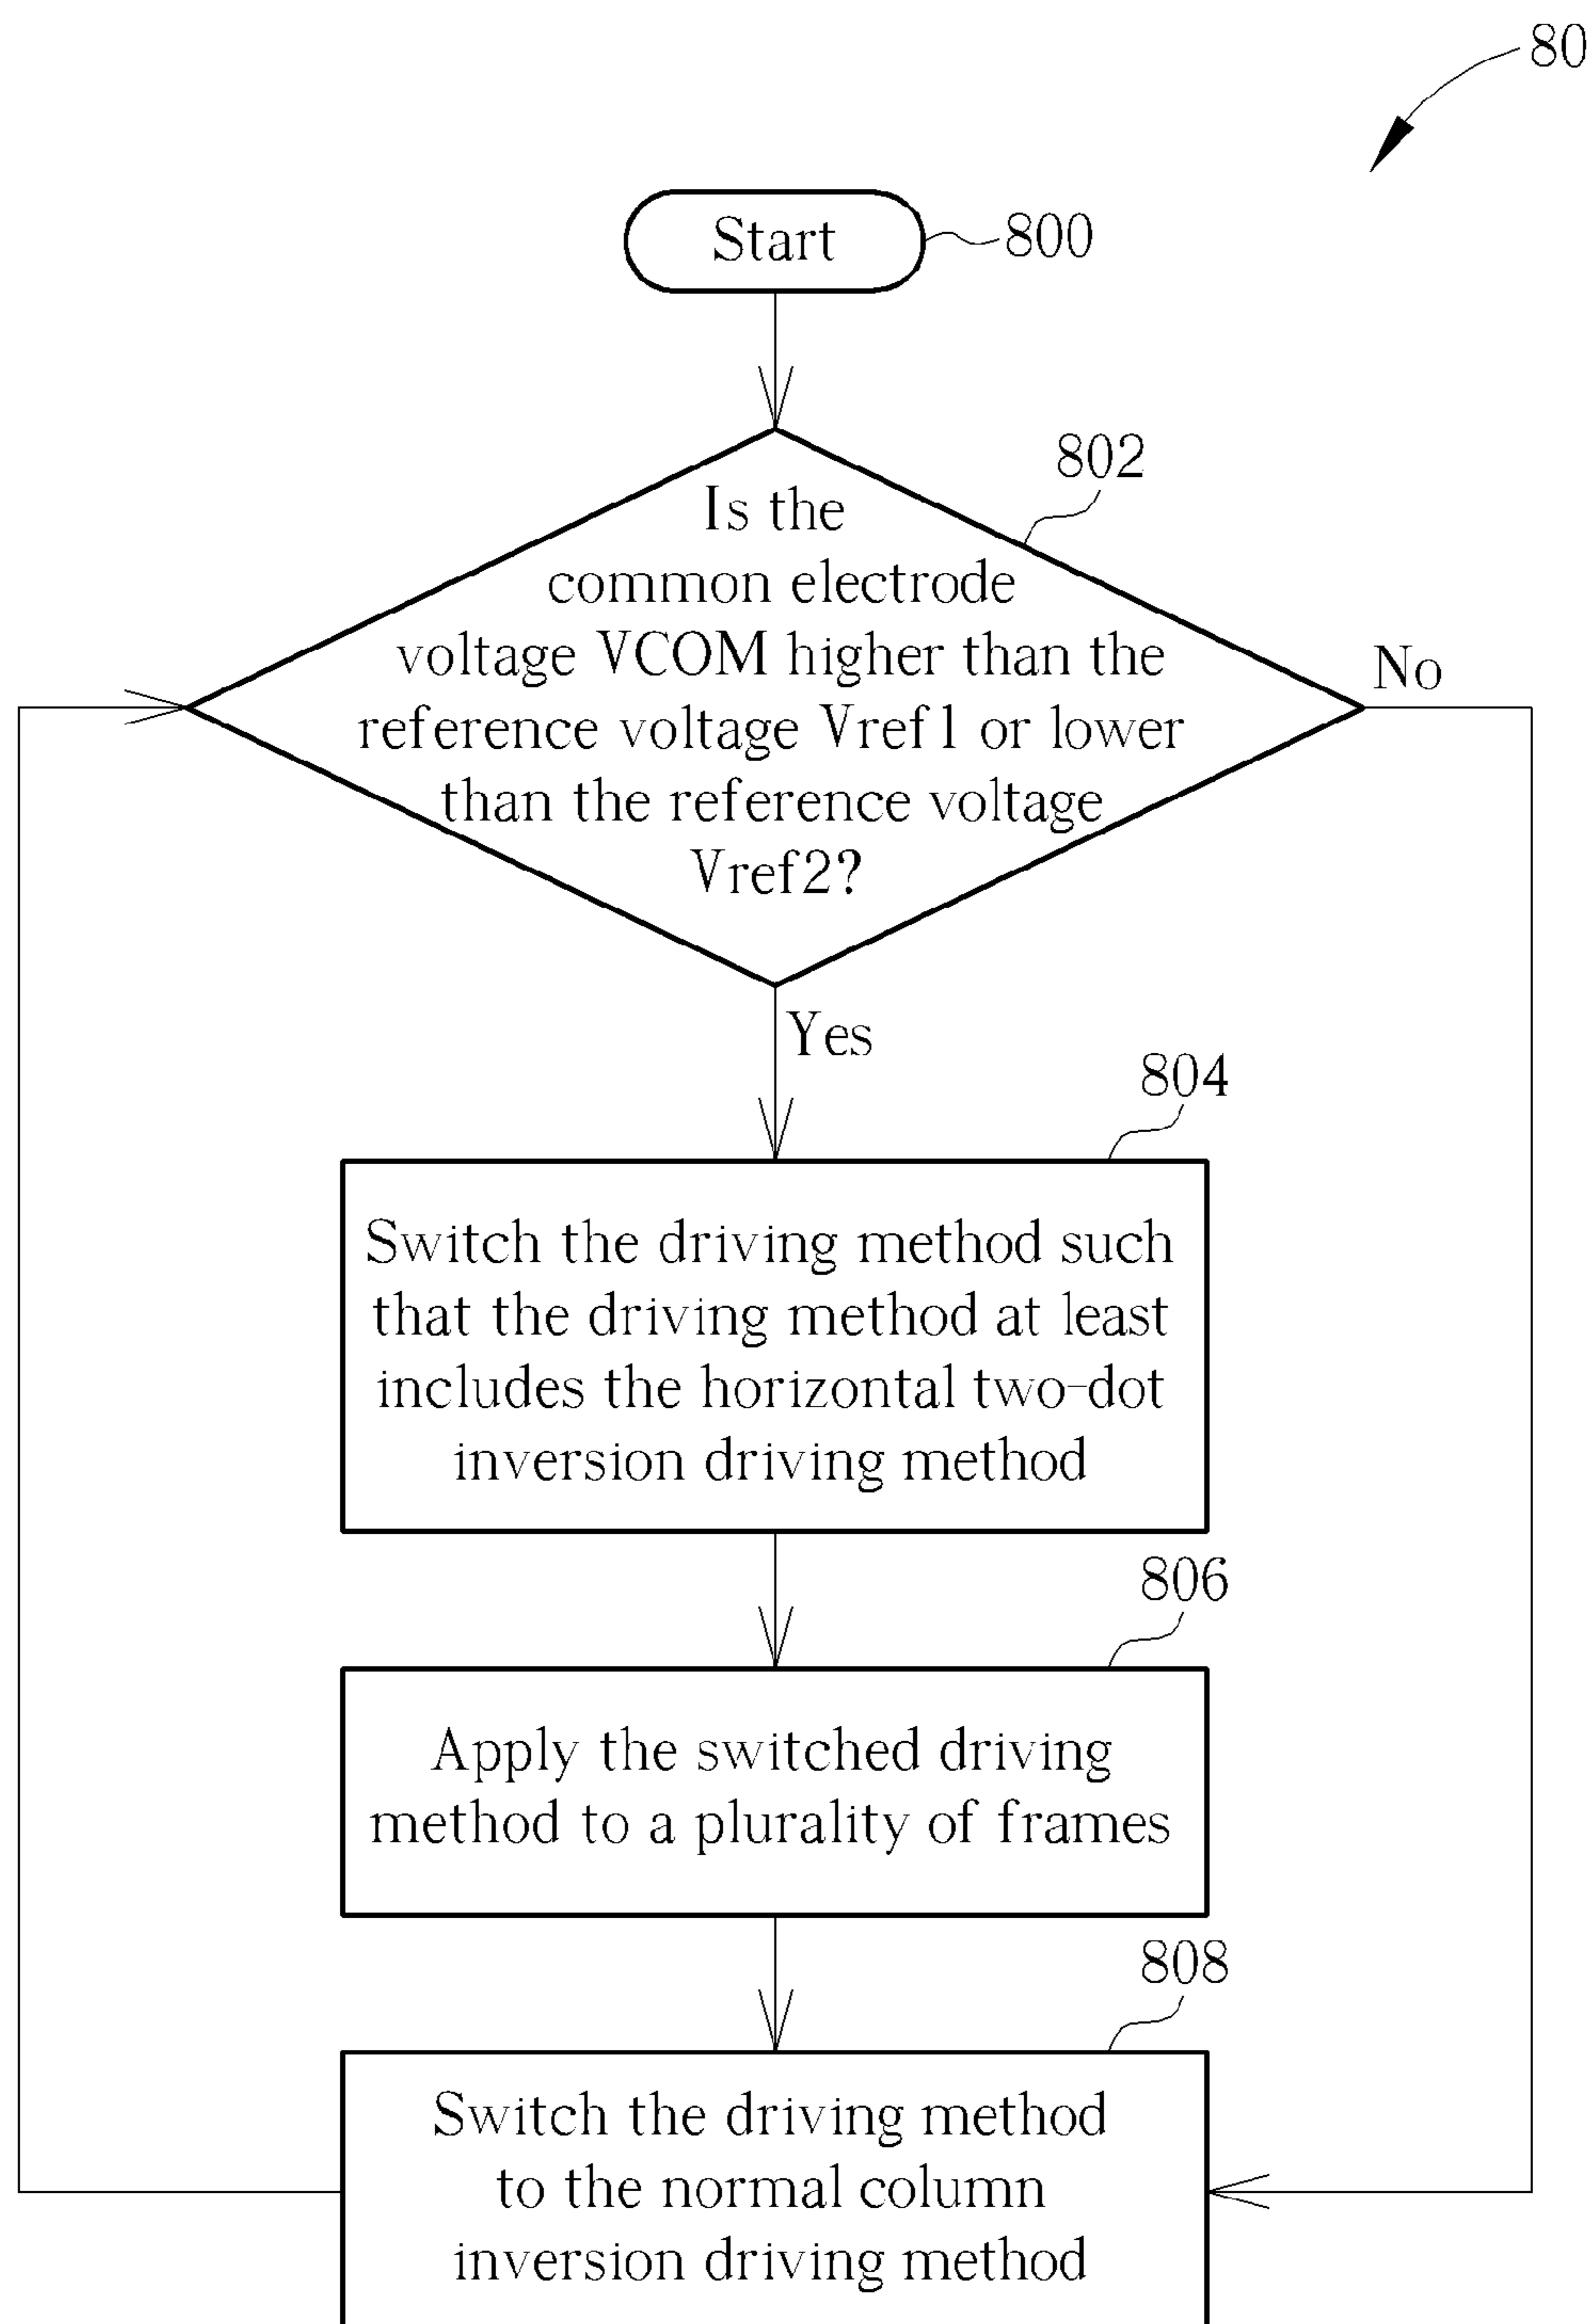 80
Start
800
802
Is the
common electrode
voltage VCOM higher than the
reference voltage Vref1 or lower
than the reference voltage
Vref2?
No
Yes
804
Switch the driving method such
that the driving method at least
includes the horizontal two-dot
inversion driving method
806
Apply the switched driving
method to a plurality of frames
808
Switch the driving method
to the normal column
inversion driving method